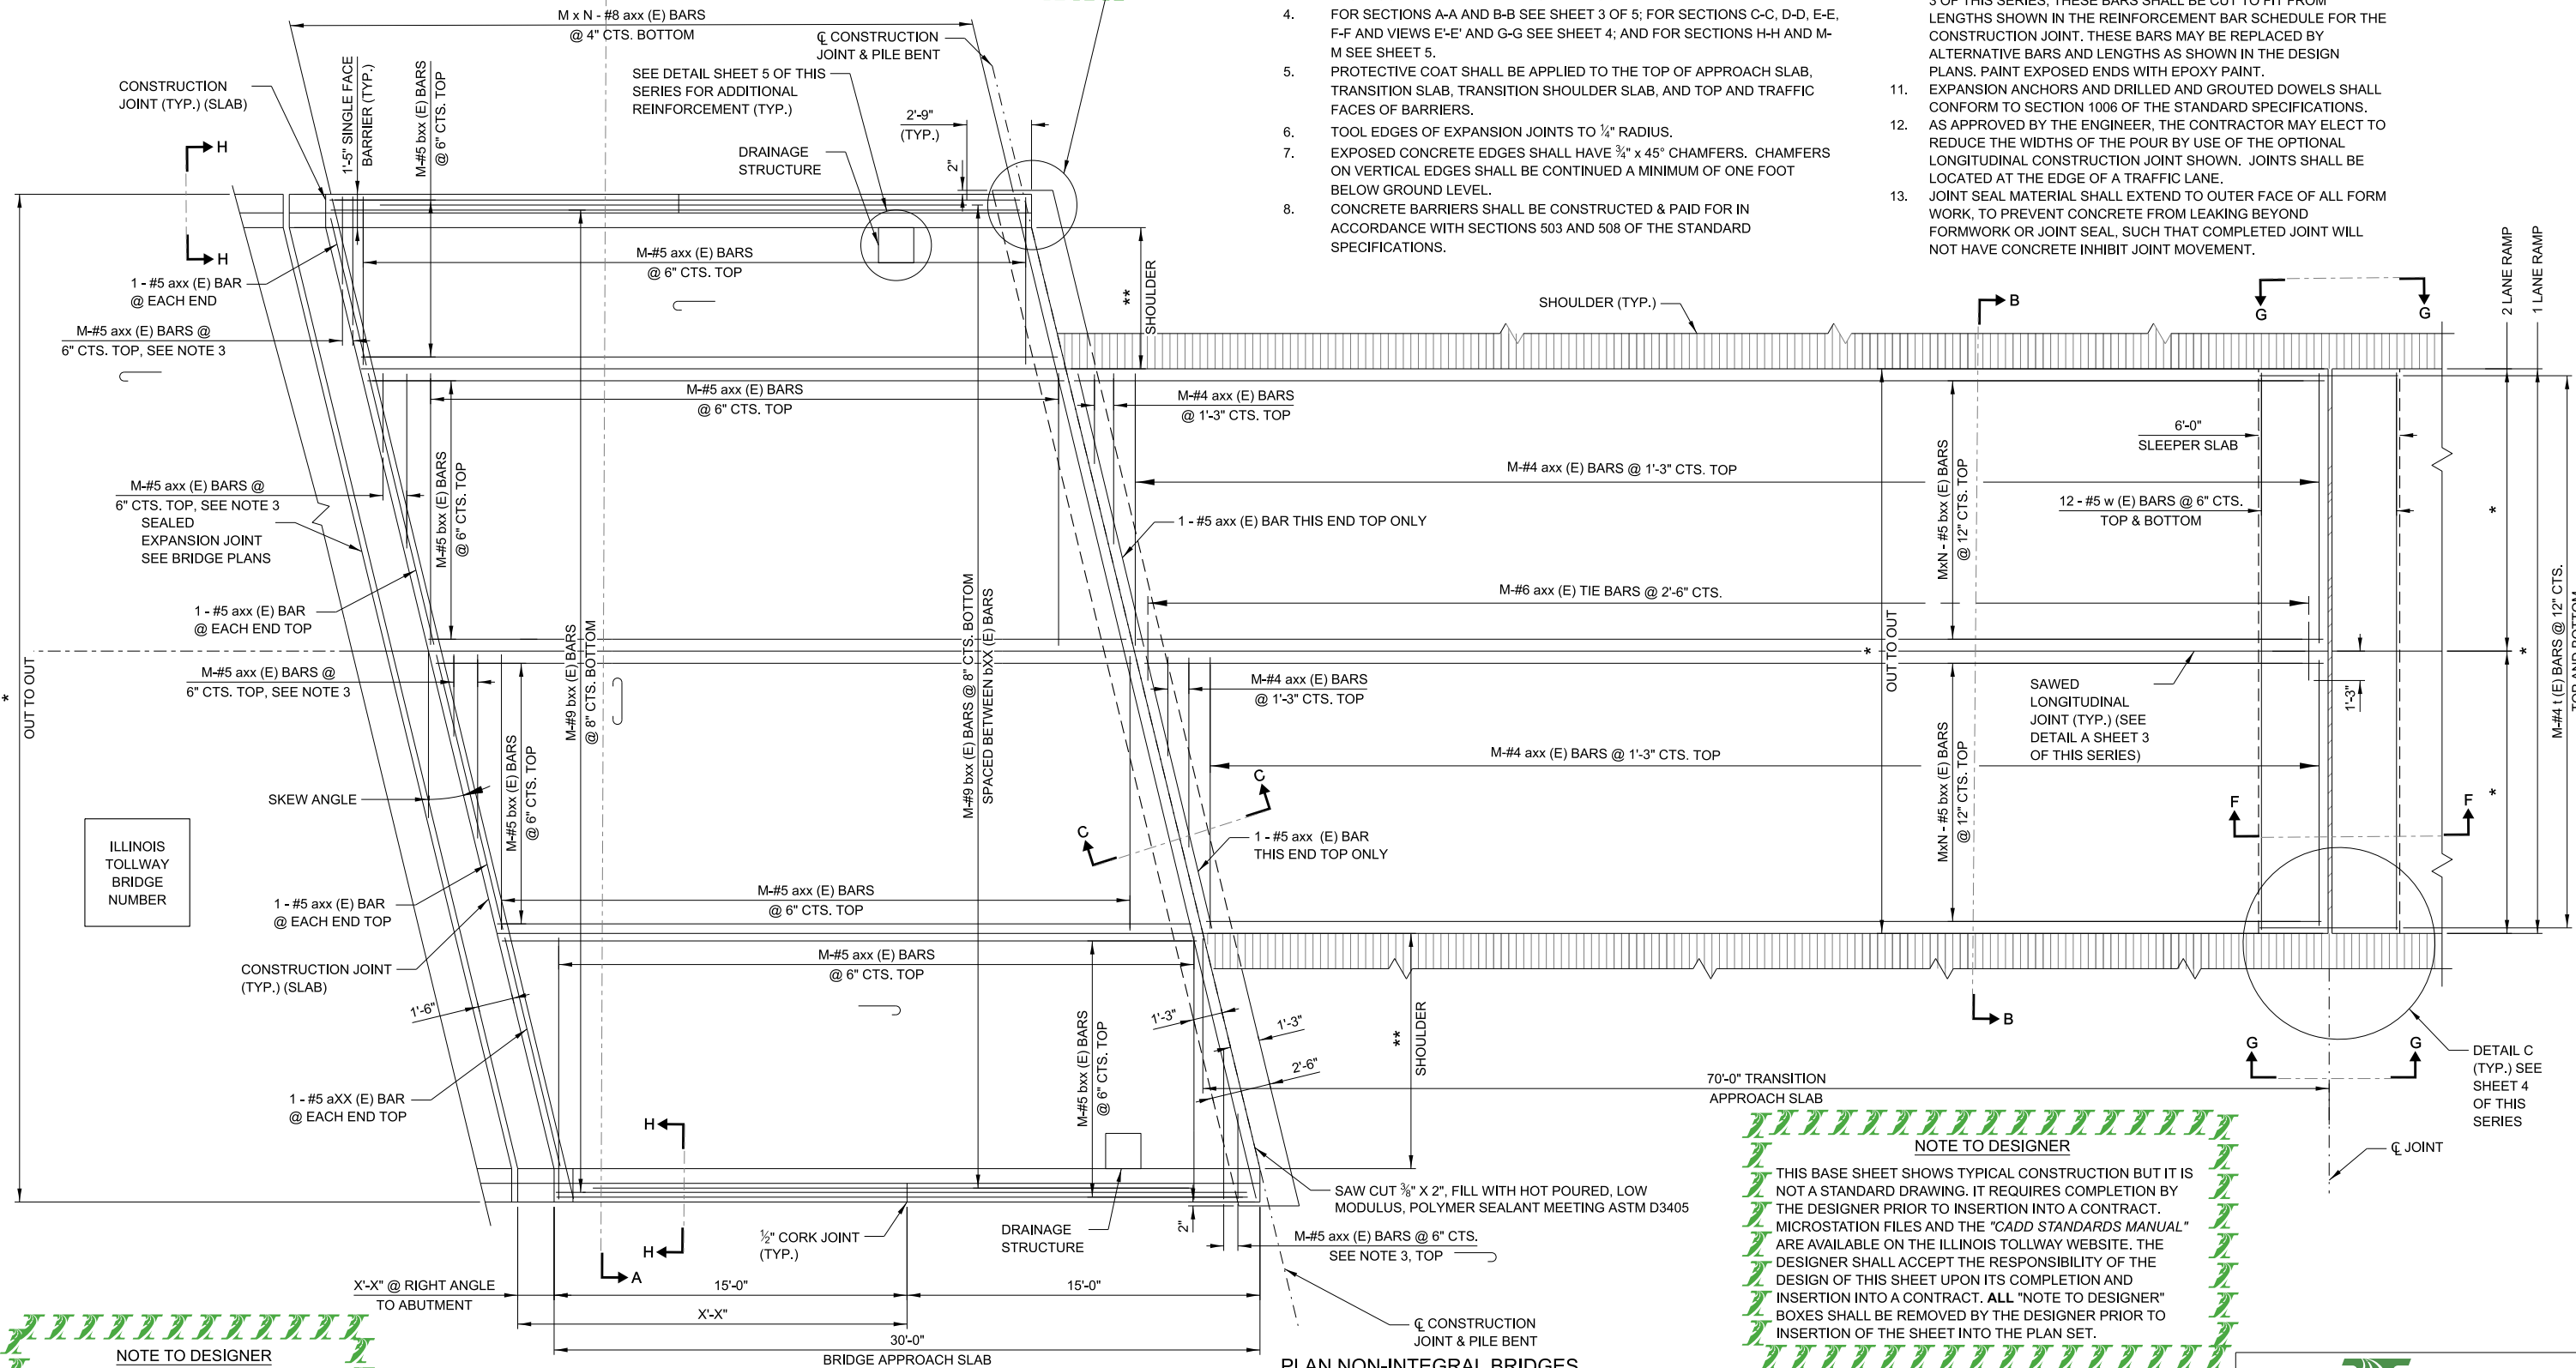 M x N - #8 axx (E) BARS
@ 4" CTS. BOTTOM
℄ CONSTRUCTION
JOINT & PILE BENT
CONSTRUCTION
JOINT (TYP.) (SLAB)
1'-5" SINGLE FACE
BARRIER (TYP.)
M-#5 bxx (E) BARS
@ 6" CTS. TOP
SEE DETAIL SHEET 5 OF THIS
SERIES FOR ADDITIONAL
REINFORCEMENT (TYP.)
2'-9"
(TYP.)
2"
DRAINAGE
STRUCTURE
H
H
4. FOR SECTIONS A-A AND B-B SEE SHEET 3 OF 5; FOR SECTIONS C-C, D-D, E-E,
F-F AND VIEWS E'-E' AND G-G SEE SHEET 4; AND FOR SECTIONS H-H AND M-
M SEE SHEET 5.
5. PROTECTIVE COAT SHALL BE APPLIED TO THE TOP OF APPROACH SLAB,
TRANSITION SLAB, TRANSITION SHOULDER SLAB, AND TOP AND TRAFFIC
FACES OF BARRIERS.
6. TOOL EDGES OF EXPANSION JOINTS TO ¼" RADIUS.
7. EXPOSED CONCRETE EDGES SHALL HAVE ¾" x 45° CHAMFERS. CHAMFERS
ON VERTICAL EDGES SHALL BE CONTINUED A MINIMUM OF ONE FOOT
BELOW GROUND LEVEL.
8. CONCRETE BARRIERS SHALL BE CONSTRUCTED & PAID FOR IN
ACCORDANCE WITH SECTIONS 503 AND 508 OF THE STANDARD
SPECIFICATIONS.
3 OF THIS SERIES, THESE BARS SHALL BE CUT TO FIT FROM
LENGTHS SHOWN IN THE REINFORCEMENT BAR SCHEDULE FOR THE
CONSTRUCTION JOINT. THESE BARS MAY BE REPLACED BY
ALTERNATIVE BARS AND LENGTHS AS SHOWN IN THE DESIGN
PLANS. PAINT EXPOSED ENDS WITH EPOXY PAINT.
11. EXPANSION ANCHORS AND DRILLED AND GROUTED DOWELS SHALL
CONFORM TO SECTION 1006 OF THE STANDARD SPECIFICATIONS.
12. AS APPROVED BY THE ENGINEER, THE CONTRACTOR MAY ELECT TO
REDUCE THE WIDTHS OF THE POUR BY USE OF THE OPTIONAL
LONGITUDINAL CONSTRUCTION JOINT SHOWN. JOINTS SHALL BE
LOCATED AT THE EDGE OF A TRAFFIC LANE.
13. JOINT SEAL MATERIAL SHALL EXTEND TO OUTER FACE OF ALL FORM
WORK, TO PREVENT CONCRETE FROM LEAKING BEYOND
FORMWORK OR JOINT SEAL, SUCH THAT COMPLETED JOINT WILL
NOT HAVE CONCRETE INHIBIT JOINT MOVEMENT.
1 - #5 axx (E) BAR
@ EACH END
M-#5 axx (E) BARS @
6" CTS. TOP, SEE NOTE 3
M-#5 axx (E) BARS
@ 6" CTS. TOP
**
SHOULDER
SHOULDER (TYP.)
B
G
G
2 LANE RAMP
1 LANE RAMP
M-#5 axx (E) BARS
@ 6" CTS. TOP
M-#4 axx (E) BARS
@ 1'-3" CTS. TOP
M-#5 bxx (E) BARS
@ 6" CTS. TOP
M-#4 axx (E) BARS @ 1'-3" CTS. TOP
MxN - #5 bxx (E) BARS
@ 12" CTS. TOP
6'-0"
SLEEPER SLAB
12 - #5 w (E) BARS @ 6" CTS.
TOP & BOTTOM
*
M-#5 axx (E) BARS @
6" CTS. TOP, SEE NOTE 3
SEALED
EXPANSION JOINT
SEE BRIDGE PLANS
1 - #5 axx (E) BAR THIS END TOP ONLY
1 - #5 axx (E) BAR
@ EACH END TOP
M-#6 axx (E) TIE BARS @ 2'-6" CTS.
*
OUT TO OUT
M-#5 axx (E) BARS @
6" CTS. TOP, SEE NOTE 3
M-#9 bxx (E) BARS
@ 8" CTS. BOTTOM
M-#9 bxx (E) BARS @ 8" CTS. BOTTOM
SPACED BETWEEN bXX (E) BARS
M-#4 axx (E) BARS
@ 1'-3" CTS. TOP
*
OUT TO OUT
SAWED
LONGITUDINAL
JOINT (TYP.) (SEE
DETAIL A SHEET 3
OF THIS SERIES)
1'-3"
*
M-#4 t (E) BARS @ 12" CTS.
TOP AND BOTTOM
SKEW ANGLE
M-#5 bxx (E) BARS
@ 6" CTS. TOP
M-#4 axx (E) BARS @ 1'-3" CTS. TOP
MxN - #5 bxx (E) BARS
@ 12" CTS. TOP
*
C
C
F
F
ILLINOIS
TOLLWAY
BRIDGE
NUMBER
1 - #5 axx (E) BAR
THIS END TOP ONLY
1 - #5 axx (E) BAR
@ EACH END TOP
M-#5 axx (E) BARS
@ 6" CTS. TOP
CONSTRUCTION JOINT
(TYP.) (SLAB)
M-#5 axx (E) BARS
@ 6" CTS. TOP
1'-6"
M-#5 bxx (E) BARS
@ 6" CTS. TOP
1'-3"
1'-3"
2'-6"
**
SHOULDER
B
G
G
DETAIL C
(TYP.) SEE
SHEET 4
OF THIS
SERIES
1 - #5 aXX (E) BAR
@ EACH END TOP
70'-0" TRANSITION
APPROACH SLAB
℄ JOINT
H
H
A
½" CORK JOINT
(TYP.)
DRAINAGE
STRUCTURE
2"
SAW CUT ⅜" X 2", FILL WITH HOT POURED, LOW
MODULUS, POLYMER SEALANT MEETING ASTM D3405
M-#5 axx (E) BARS @ 6" CTS.
SEE NOTE 3, TOP
X'-X" @ RIGHT ANGLE
TO ABUTMENT
15'-0"
15'-0"
X'-X"
30'-0"
BRIDGE APPROACH SLAB
℄ CONSTRUCTION
JOINT & PILE BENT
PLAN NON-INTEGRAL BRIDGES
NOTE TO DESIGNER
THIS BASE SHEET SHOWS TYPICAL CONSTRUCTION BUT IT IS
NOT A STANDARD DRAWING. IT REQUIRES COMPLETION BY
THE DESIGNER PRIOR TO INSERTION INTO A CONTRACT.
MICROSTATION FILES AND THE "CADD STANDARDS MANUAL"
ARE AVAILABLE ON THE ILLINOIS TOLLWAY WEBSITE. THE
DESIGNER SHALL ACCEPT THE RESPONSIBILITY OF THE
DESIGN OF THIS SHEET UPON ITS COMPLETION AND
INSERTION INTO A CONTRACT. ALL "NOTE TO DESIGNER"
BOXES SHALL BE REMOVED BY THE DESIGNER PRIOR TO
INSERTION OF THE SHEET INTO THE PLAN SET.
NOTE TO DESIGNER